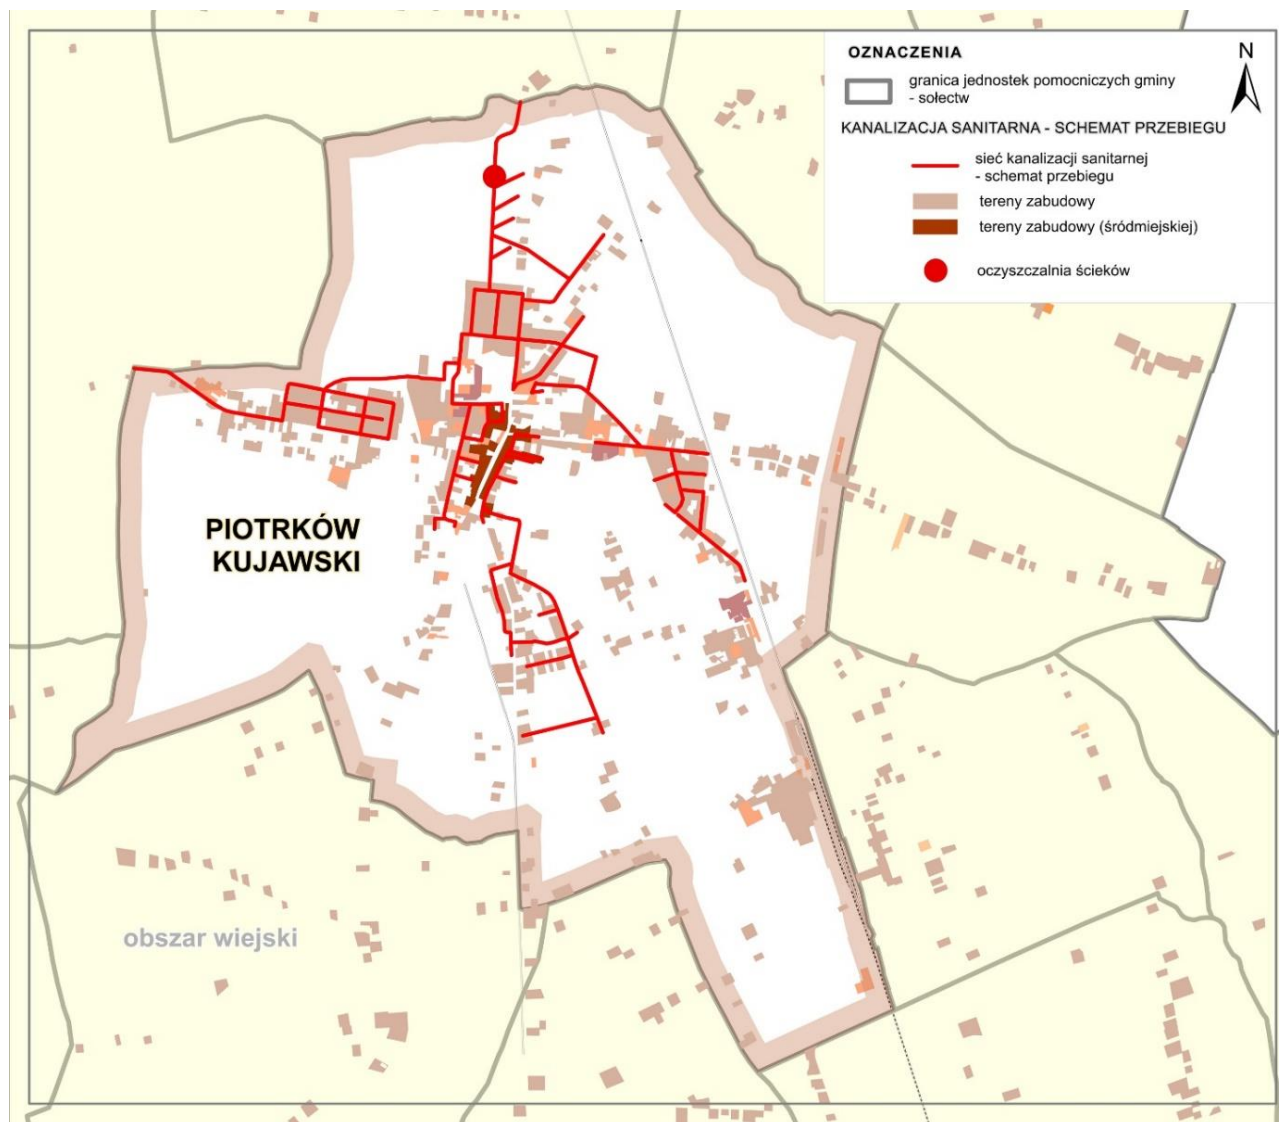 OZNACZENIA
N
granica jednostek pomocniczych gminy
- sołectw
KANALIZACJA SANITARNA - SCHEMAT PRZEBIEGU
sieć kanalizacji sanitarnej
- schemat przebiegu
tereny zabudowy
tereny zabudowy (śródmiejskiej)
oczyszczalnia ścieków
PIOTRKÓW
KUJAWSKI
obszar wiejski